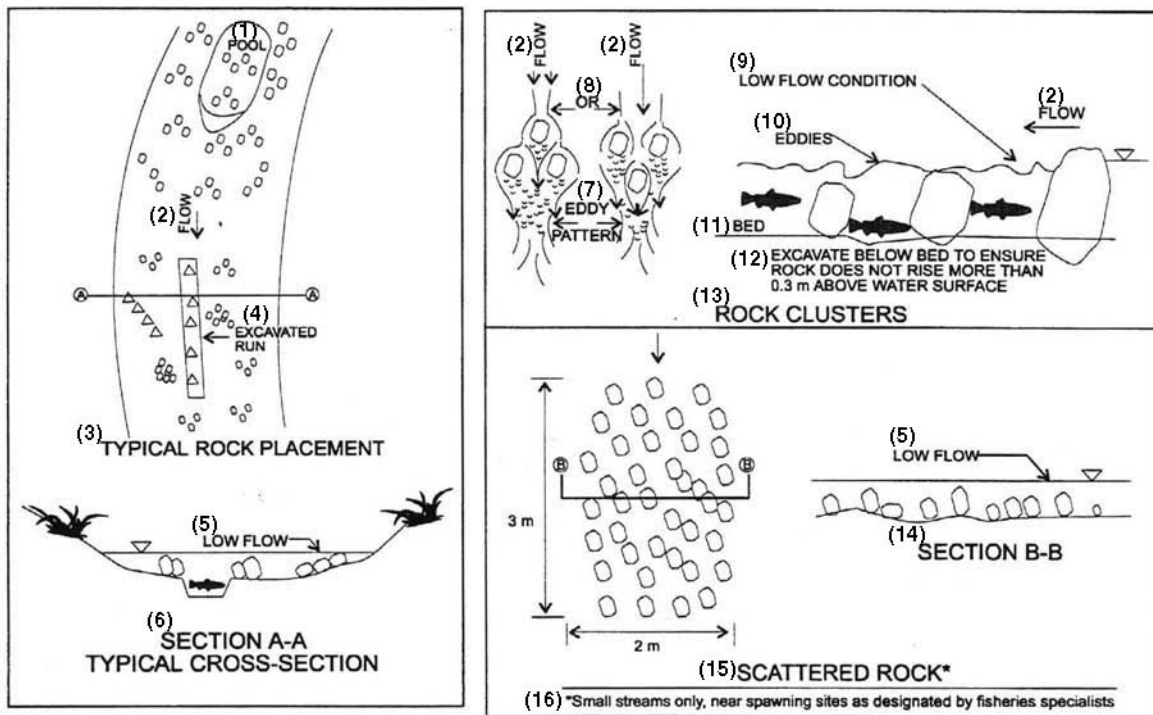 (1)
POOL
(2) FLOW
Ⓐ Ⓐ
(4)
EXCAVATED
RUN
(3) TYPICAL ROCK PLACEMENT
(5)
LOW FLOW
(6)
SECTION A-A
TYPICAL CROSS-SECTION
(2) FLOW (2) FLOW
(8)
OR
(7)
EDDY
PATTERN
(9)
LOW FLOW CONDITION
(2)
FLOW
(10)
EDDIES
(11) BED
(12) EXCAVATE BELOW BED TO ENSURE
ROCK DOES NOT RISE MORE THAN
0.3 m ABOVE WATER SURFACE
(13) ROCK CLUSTERS
Ⓑ Ⓑ
3 m
2 m
(5)
LOW FLOW
(14)
SECTION B-B
(15) SCATTERED ROCK*
(16) *Small streams only, near spawning sites as designated by fisheries specialists